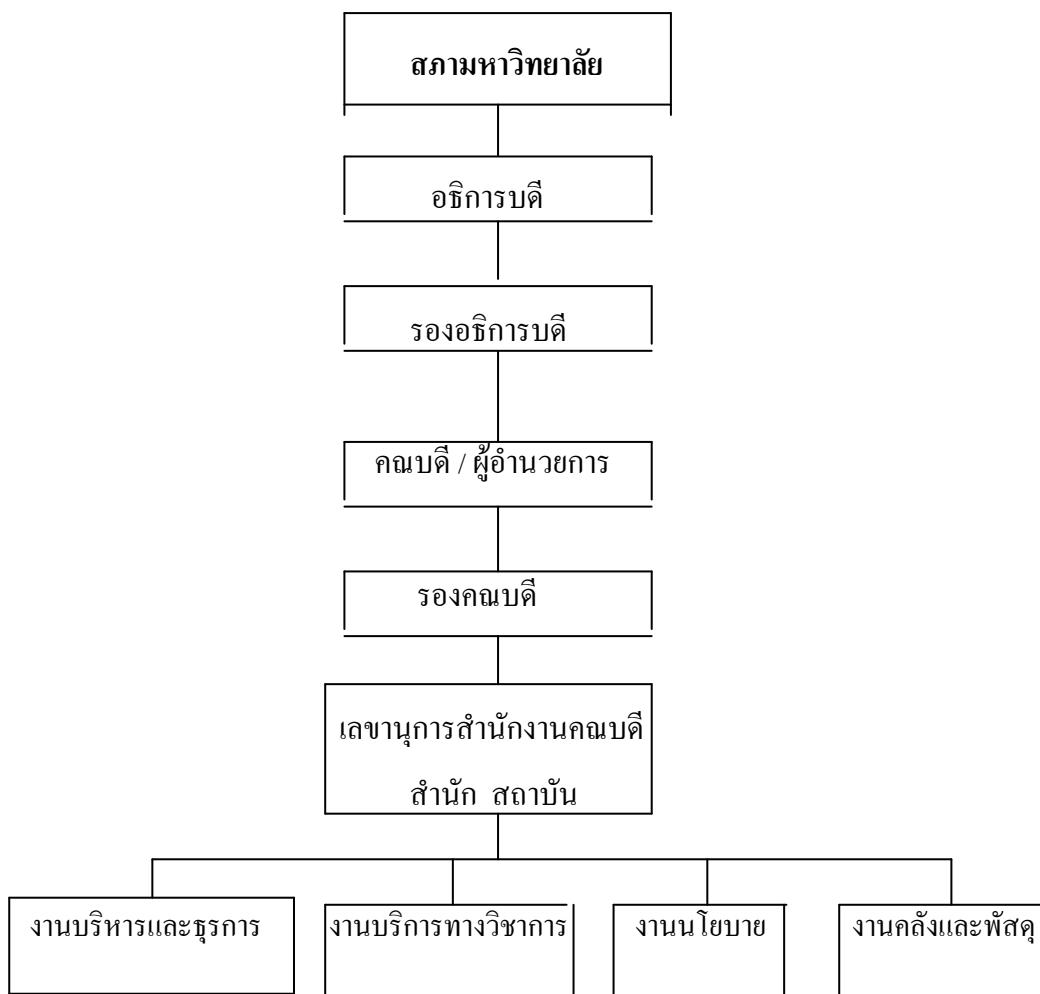 สภามหาวิทยาลัย
อธิการบดี
รองอธิการบดี
คณบดี / ผู้อำนวยการ
รองคณบดี
เลขานุการสำนักงานคณบดี
สำนัก สถาบัน
งานบริหารและธุรการ
งานบริการทางวิชาการ
งานนโยบาย
งานคลังและพัสดุ